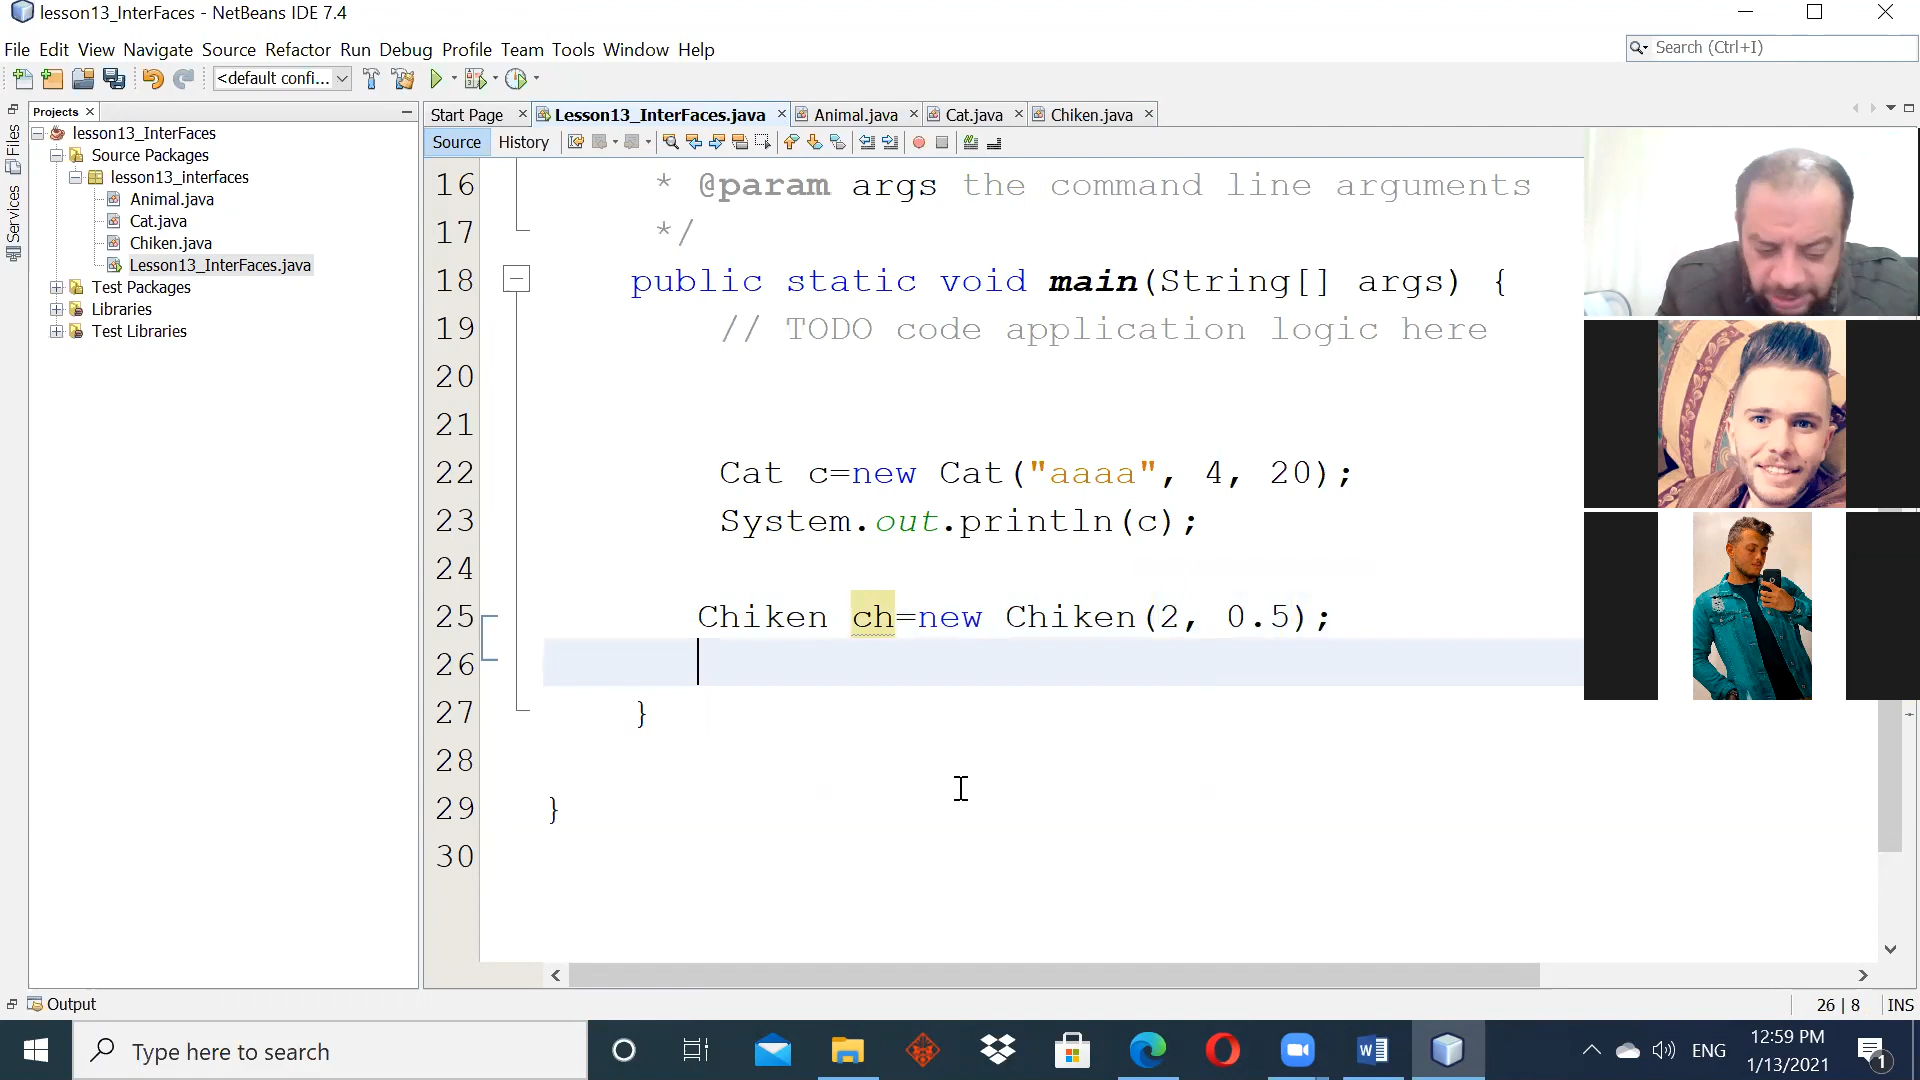 lesson13_InterFaces - NetBeans IDE 7.4
File Edit View Navigate Source Refactor Run Debug Profile Team Tools Window Help
Search (Ctrl+I)
<default confi...
Files
Services
Projects
lesson13_InterFaces
Source Packages
lesson13_interfaces
Animal.java
Cat.java
Chiken.java
Lesson13_InterFaces.java
Test Packages
Libraries
Test Libraries
Start Page Lesson13_InterFaces.java Animal.java Cat.java Chiken.java
Source History
16 * @param args the command line arguments
17 */
18 public static void main(String[] args) {
19 // TODO code application logic here
20
21
22 Cat c=new Cat("aaaa", 4, 20);
23 System.out.println(c);
24
25 Chiken ch=new Chiken(2, 0.5);
26
27 }
28
29 }
30
Output
26 | 8 INS
Type here to search
ENG
12:59 PM
1/13/2021
1